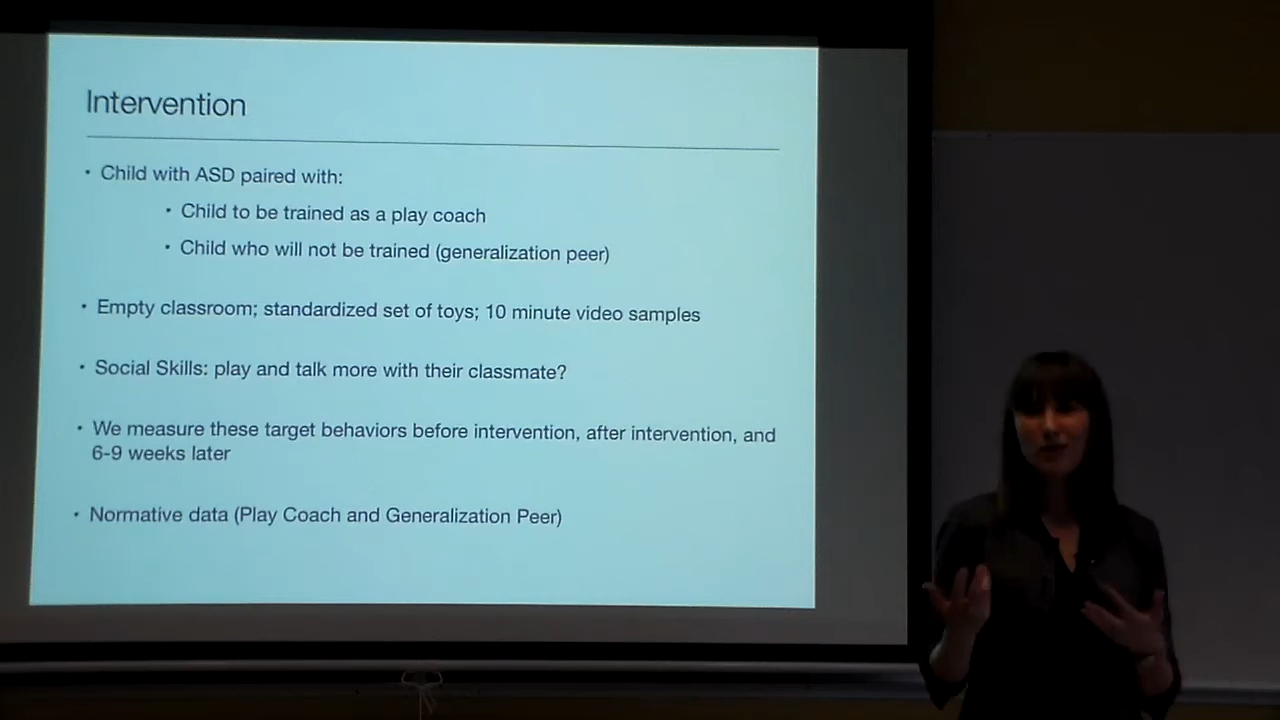 Intervention
• Child with ASD paired with:
• Child to be trained as a play coach
• Child who will not be trained (generalization peer)
• Empty classroom; standardized set of toys; 10 minute video samples
• Social Skills: play and talk more with their classmate?
• We measure these target behaviors before intervention, after intervention, and
6-9 weeks later
• Normative data (Play Coach and Generalization Peer)